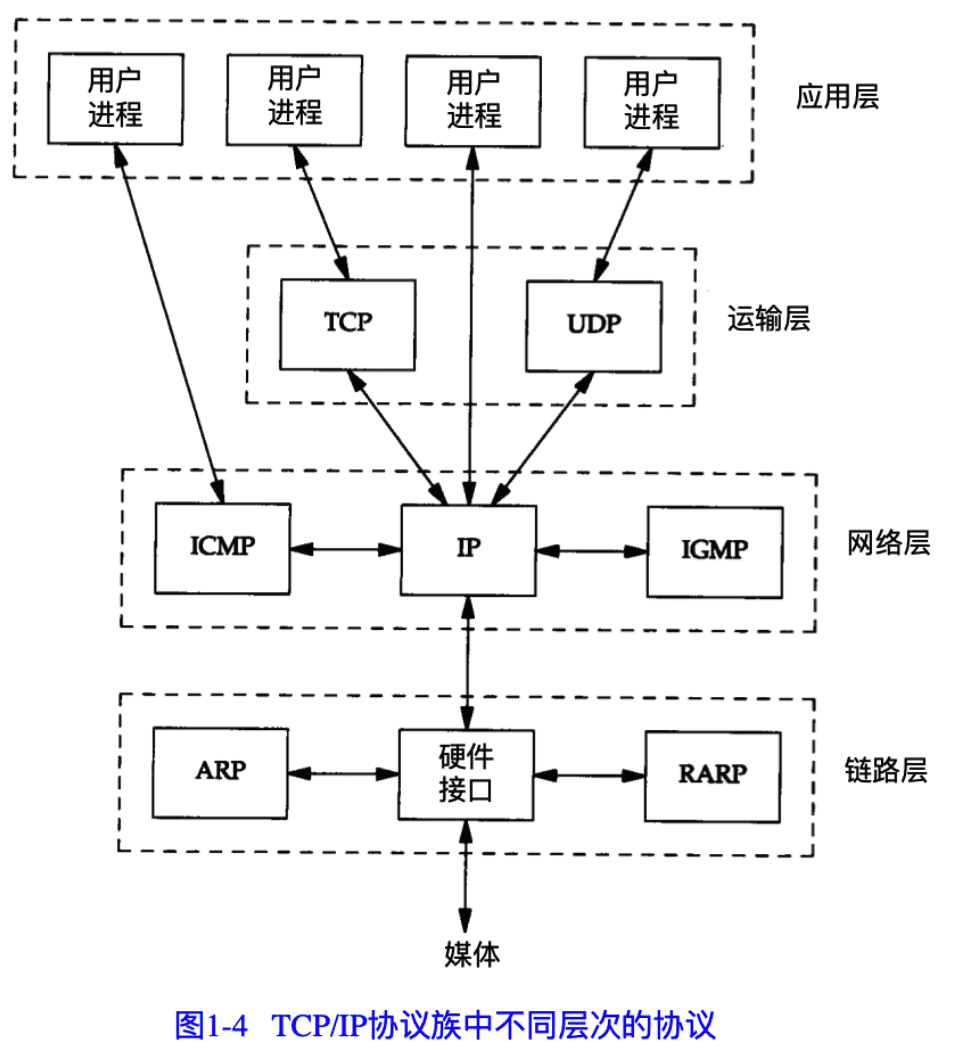 用户
进程
用户
进程
用户
进程
用户
进程
应用层
TCP
UDP
运输层
ICMP
IP
IGMP
网络层
ARP
硬件
接口
RARP
链路层
媒体
图1-4 TCP/IP协议族中不同层次的协议